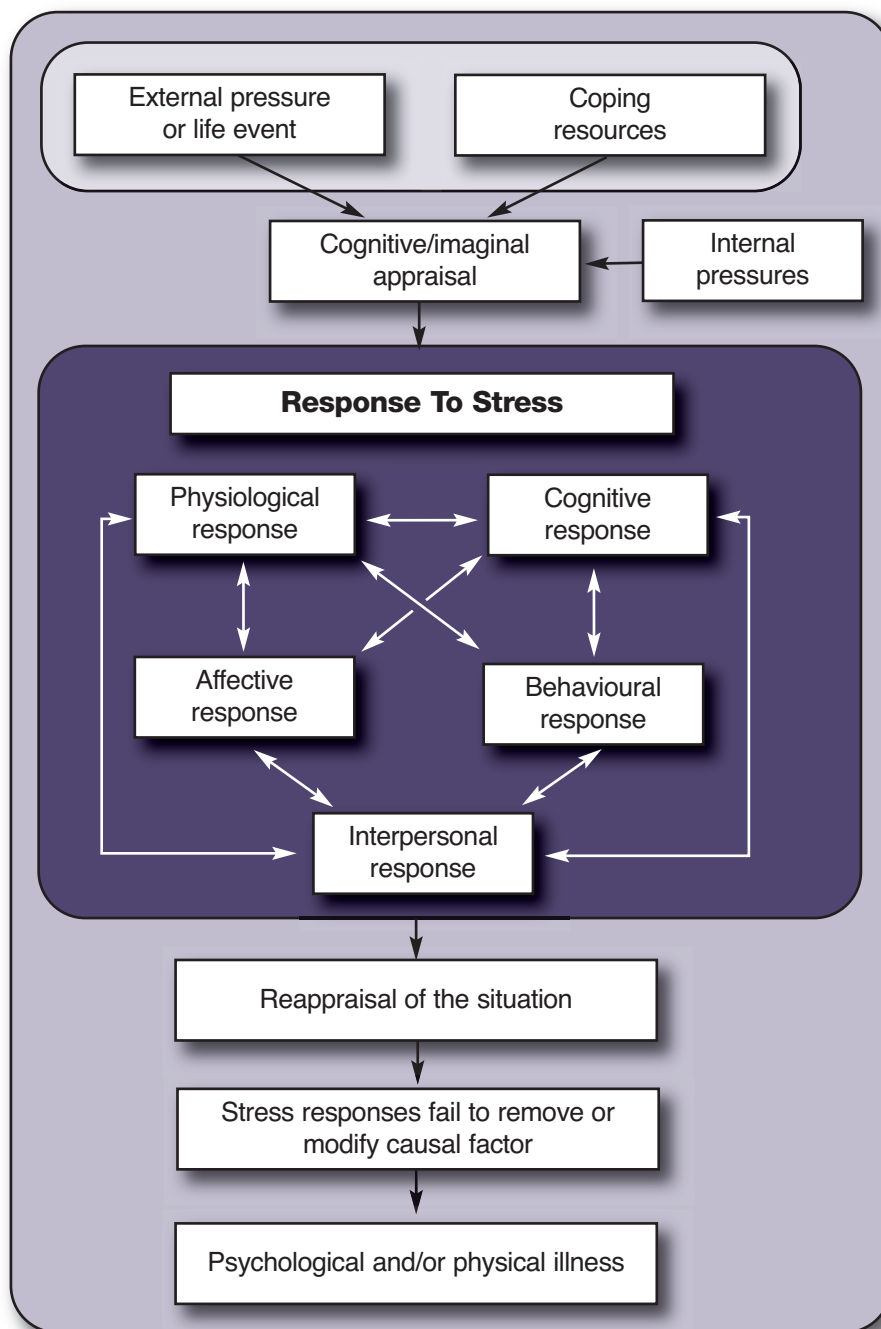 External pressure
or life event
Coping
resources
Cognitive/imaginal
appraisal
Internal
pressures
Response To Stress
Physiological
response
Cognitive
response
Affective
response
Behavioural
response
Interpersonal
response
Reappraisal of the situation
Stress responses fail to remove or
modify causal factor
Psychological and/or physical illness